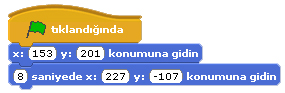 tıklandığında
x: 153 y: 201 konumuna gidin
8 saniyede x: 227 y: -107 konumuna gidin